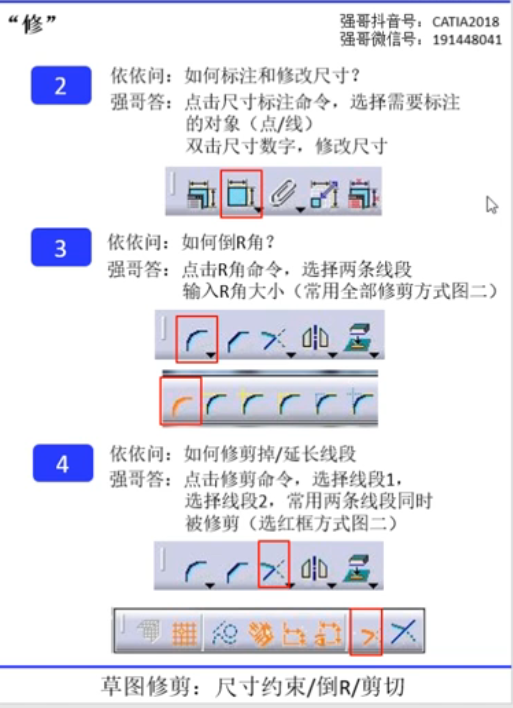 “修”
强哥抖音号：CATIA2018
强哥微信号：191448041
2
依依问：如何标注和修改尺寸？
强哥答：点击尺寸标注命令，选择需要标注
的对象（点/线）
双击尺寸数字，修改尺寸
3
依依问：如何倒R角？
强哥答：点击R角命令，选择两条线段
输入R角大小（常用全部修剪方式图二）
4
依依问：如何修剪掉/延长线段
强哥答：点击修剪命令，选择线段1，
选择线段2，常用两条线段同时
被修剪（选红框方式图二）
草图修剪：尺寸约束/倒R/剪切